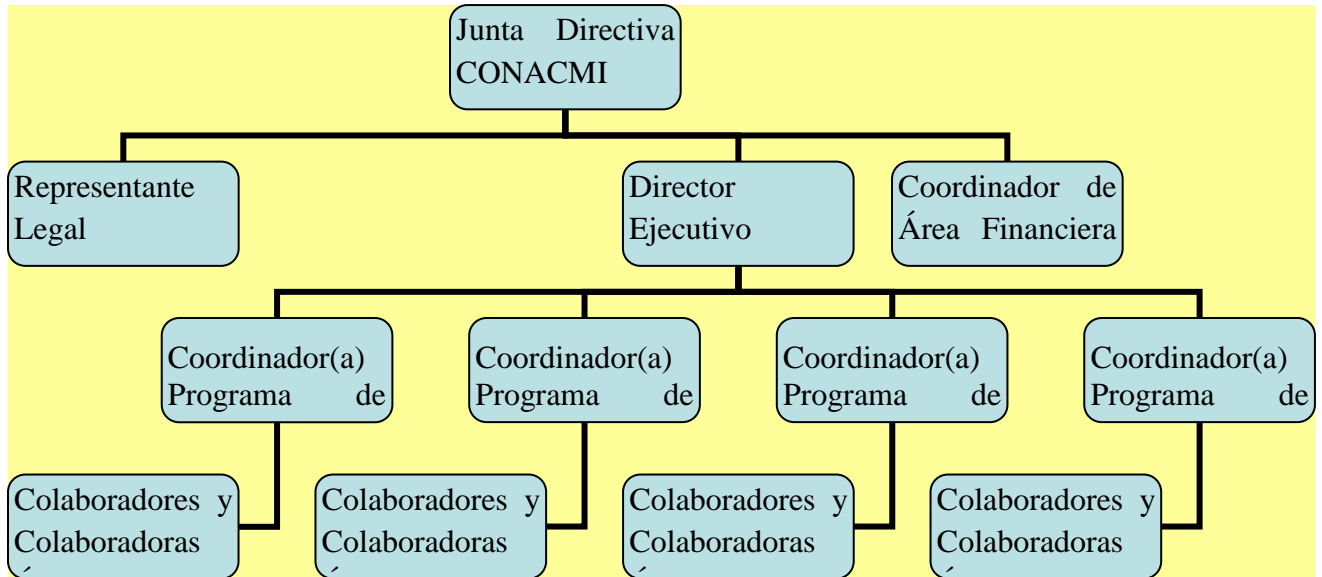 Junta Directiva
CONACMI
Representante
Legal
Director
Ejecutivo
Coordinador de
Área Financiera
Coordinador(a)
Programa de
Coordinador(a)
Programa de
Coordinador(a)
Programa de
Coordinador(a)
Programa de
Colaboradores y
Colaboradoras
Colaboradores y
Colaboradoras
Colaboradores y
Colaboradoras
Colaboradores y
Colaboradoras